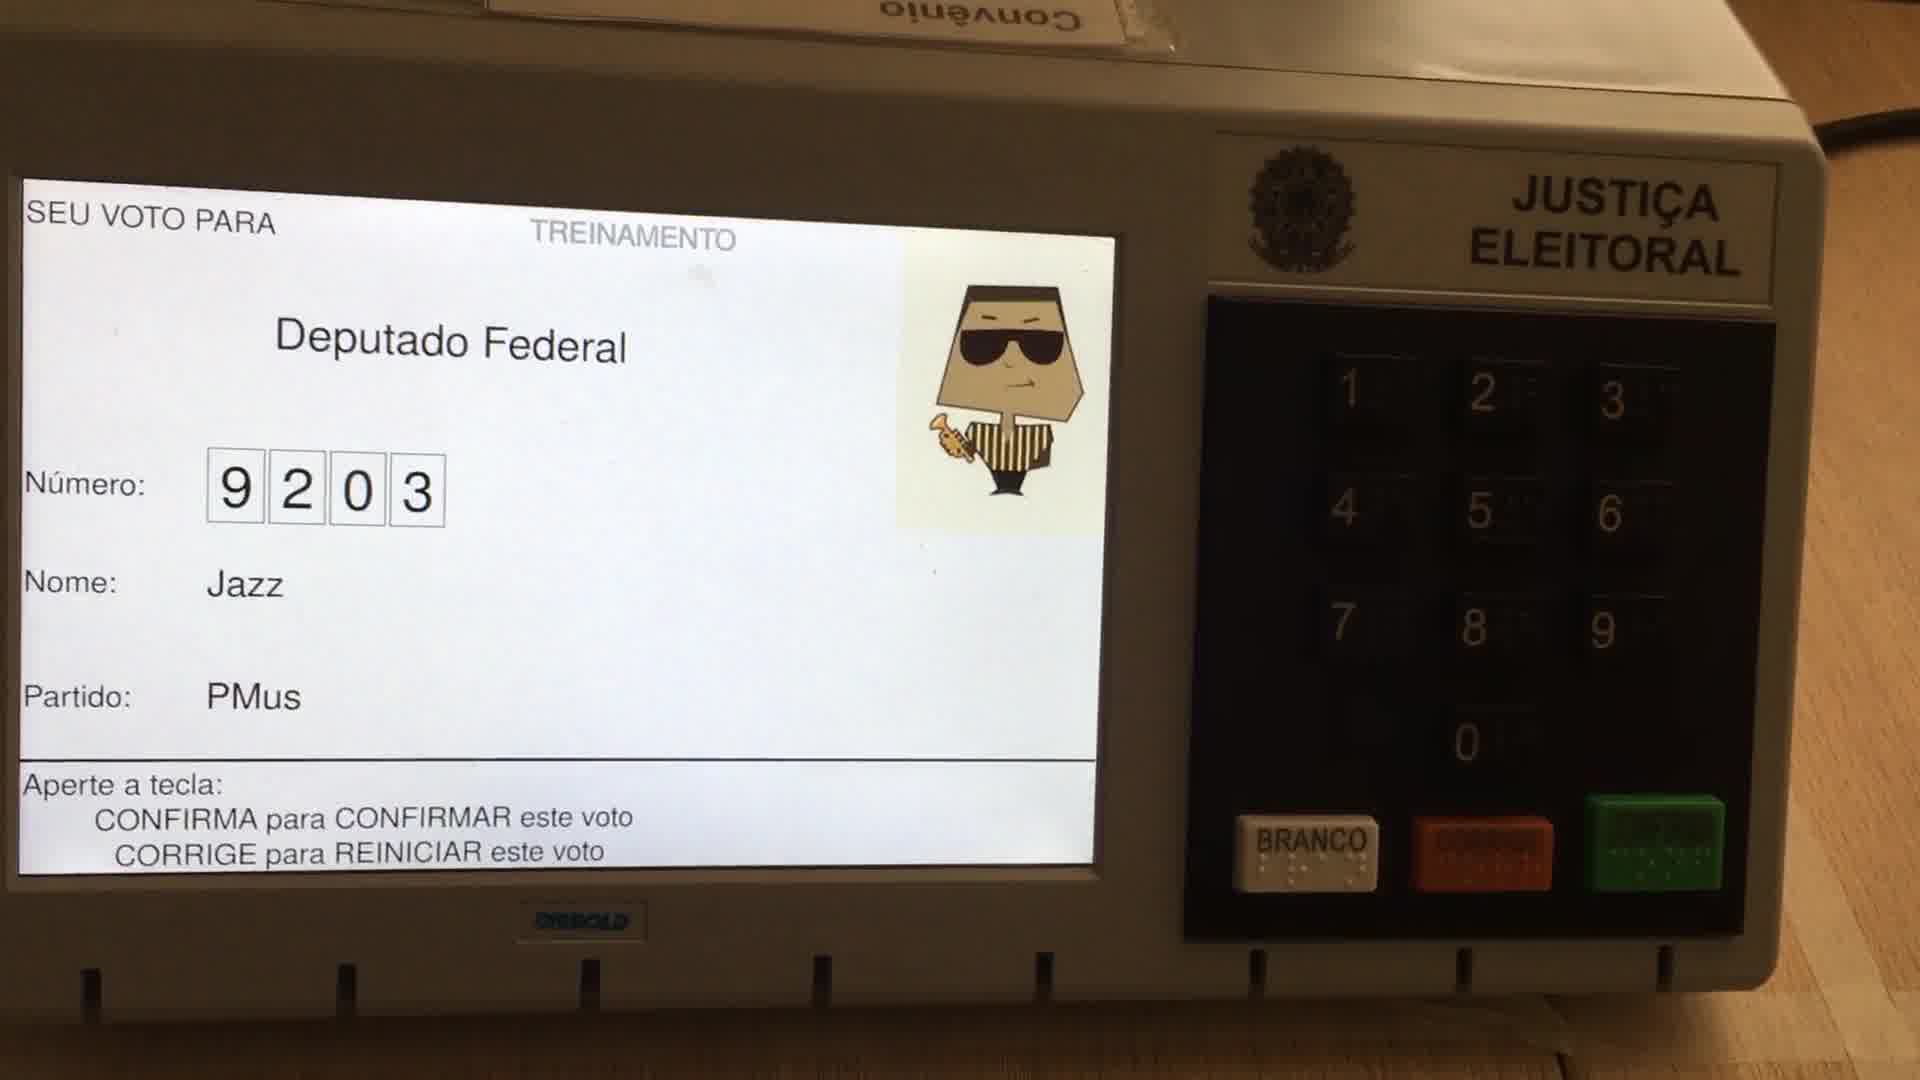 Convênio
SEU VOTO PARA
TREINAMENTO
Deputado Federal
Número: 9203
Nome: Jazz
Partido: PMus
Aperte a tecla:
CONFIRMA para CONFIRMAR este voto
CORRIGE para REINICIAR este voto
DIEBOLD
JUSTIÇA
ELEITORAL
1 2 3
4 5 6
7 8 9
0
BRANCO